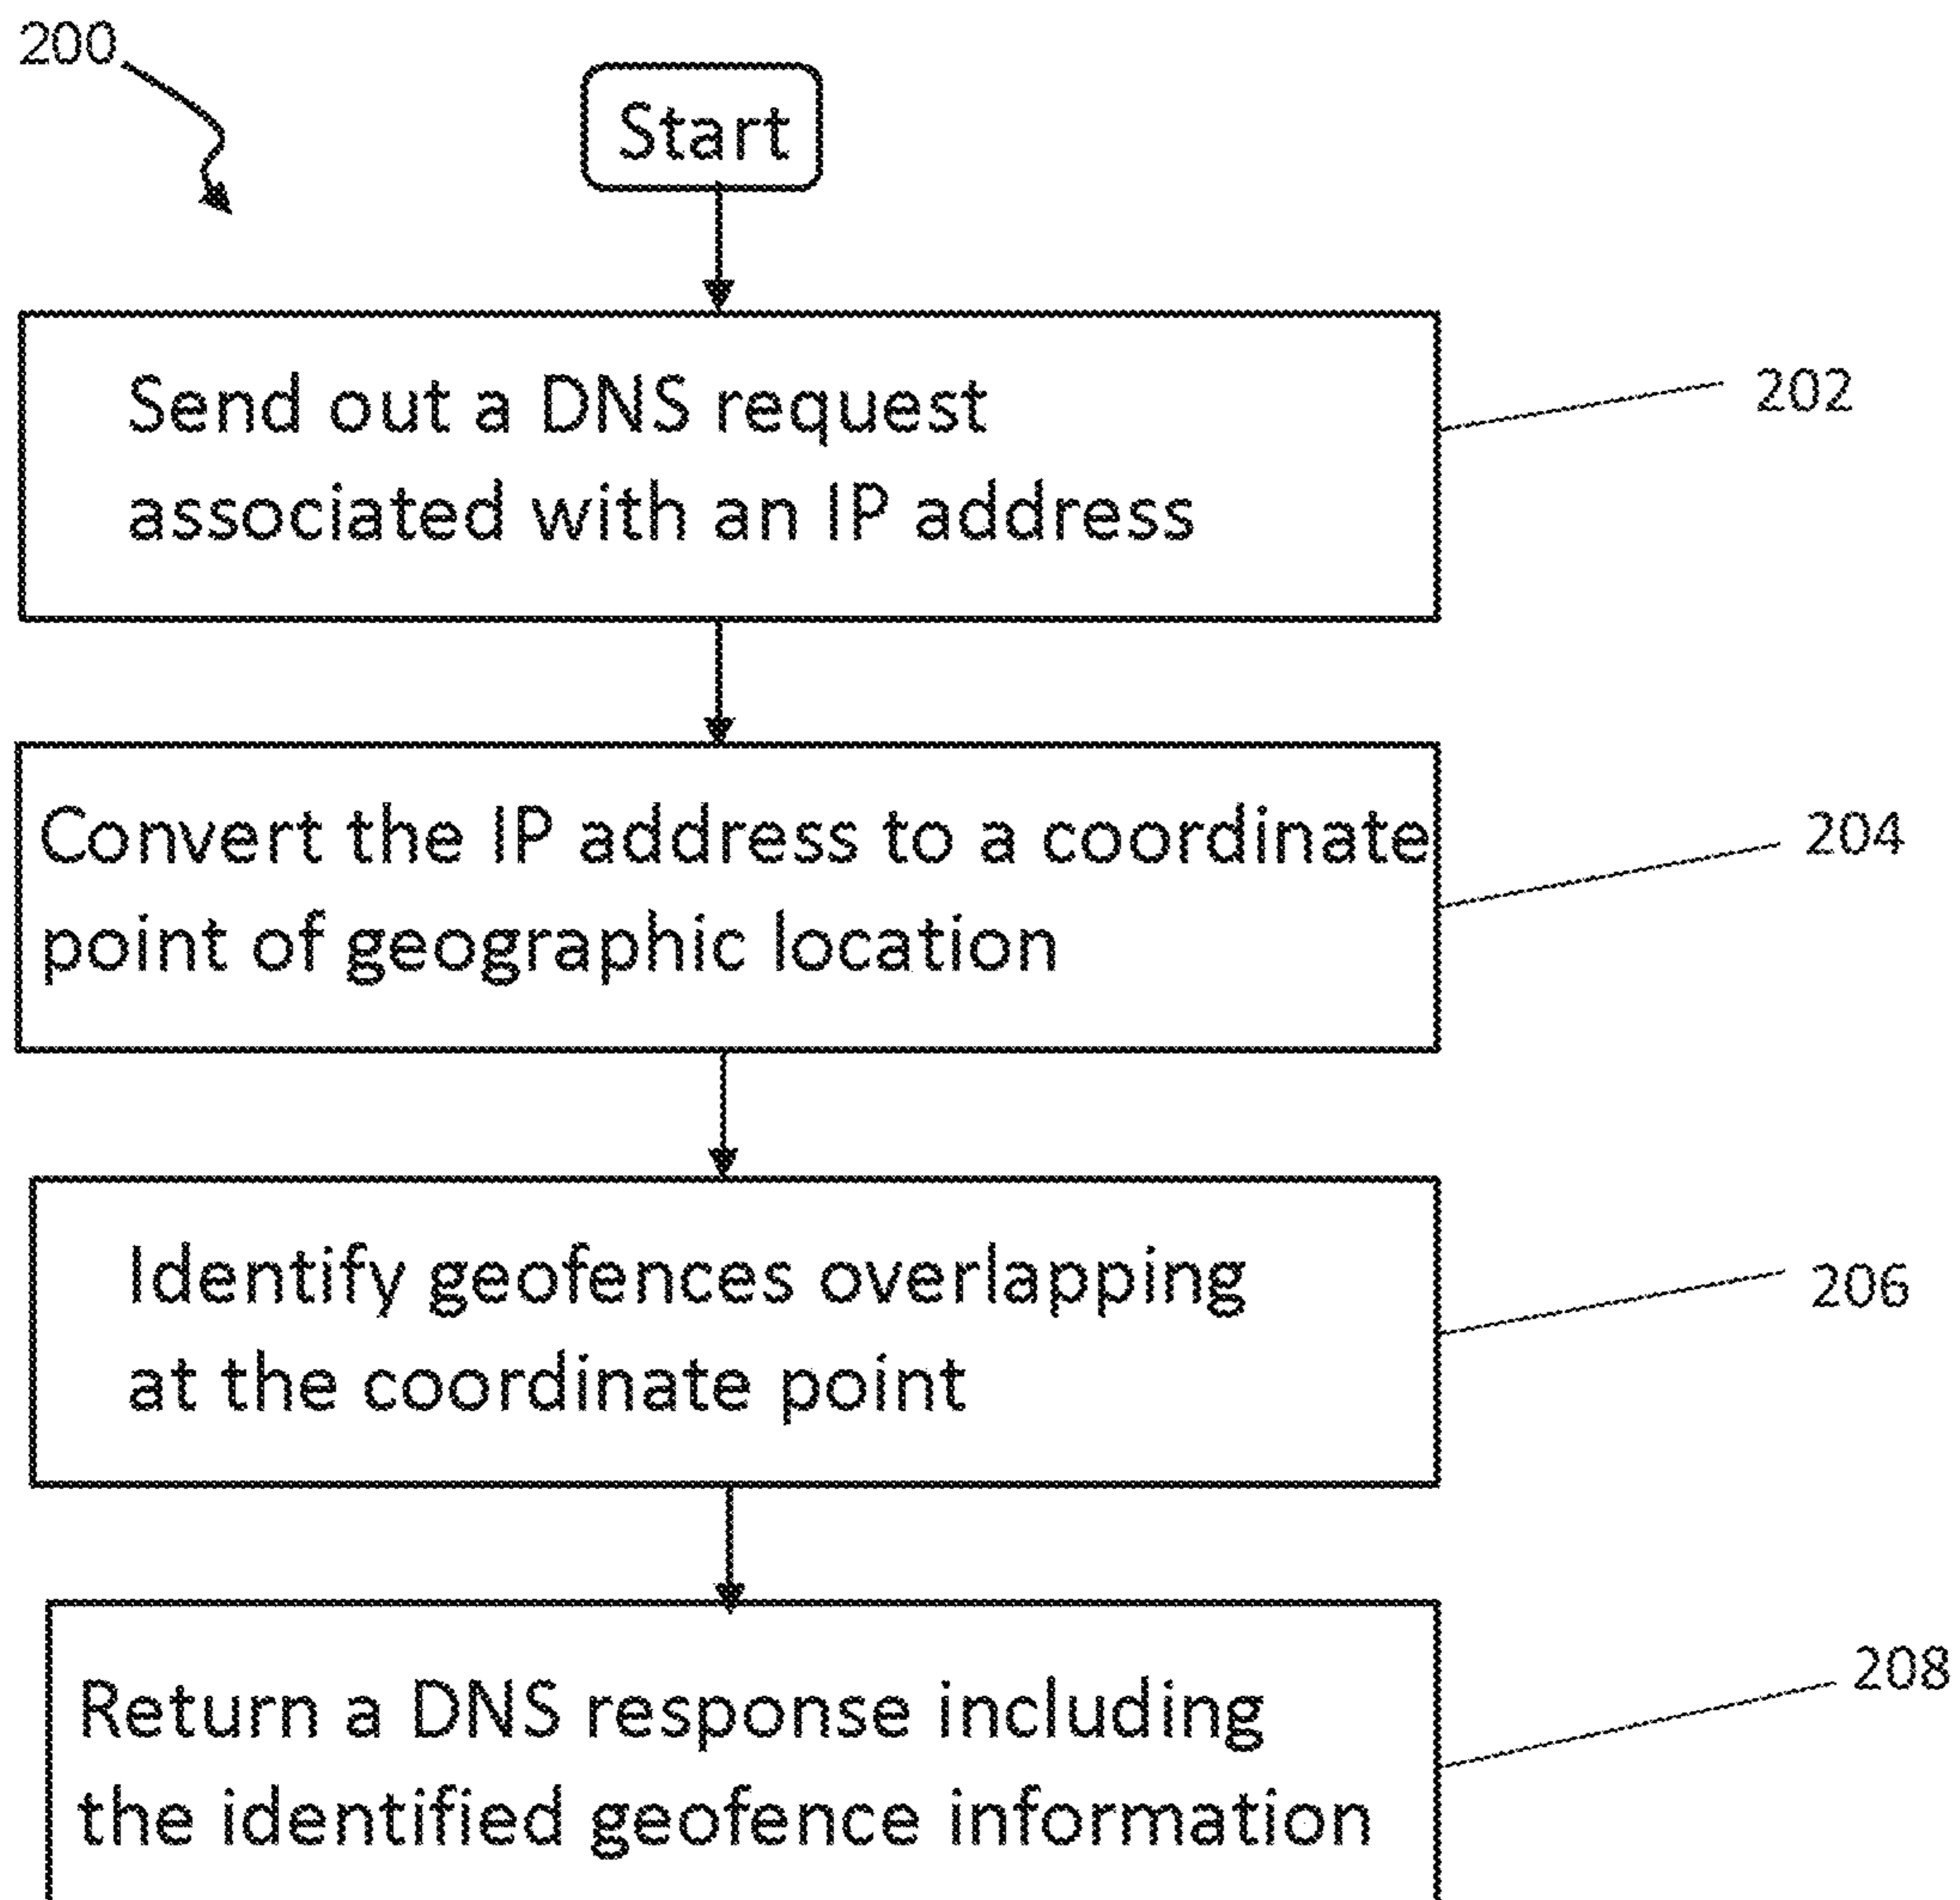 200
Start
Send out a DNS request
associated with an IP address
202
Convert the IP address to a coordinate
point of geographic location
204
Identify geofences overlapping
at the coordinate point
206
Return a DNS response including
the identified geofence information
208